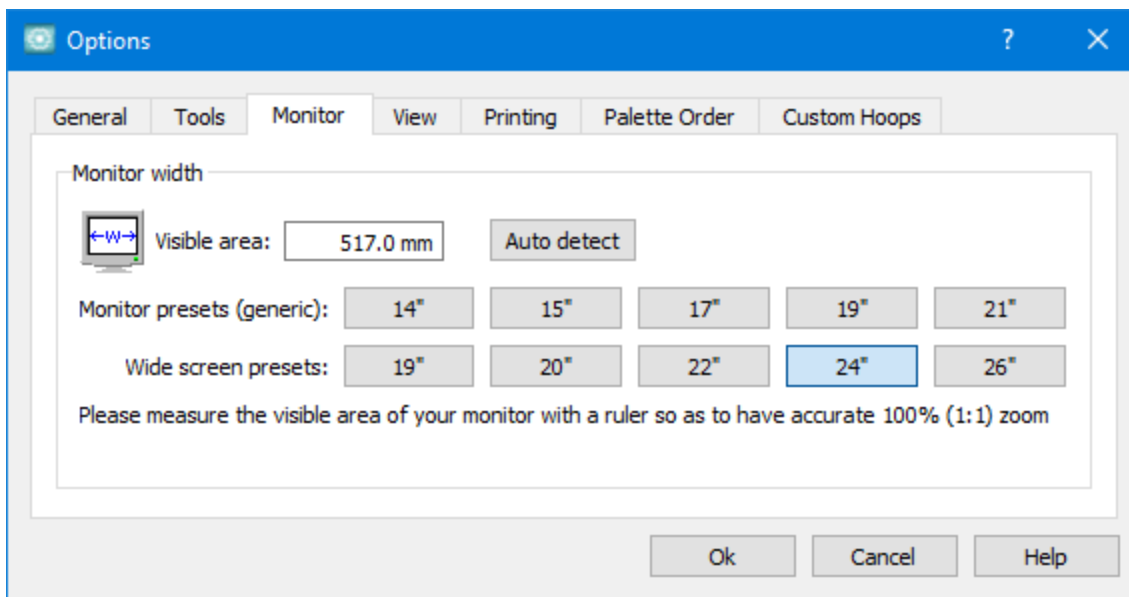 Options
General Tools Monitor View Printing Palette Order Custom Hoops
Monitor width
W Visible area: 517.0 mm Auto detect
Monitor presets (generic): 14" 15" 17" 19" 21"
Wide screen presets: 19" 20" 22" 24" 26"
Please measure the visible area of your monitor with a ruler so as to have accurate 100% (1:1) zoom
Ok Cancel Help